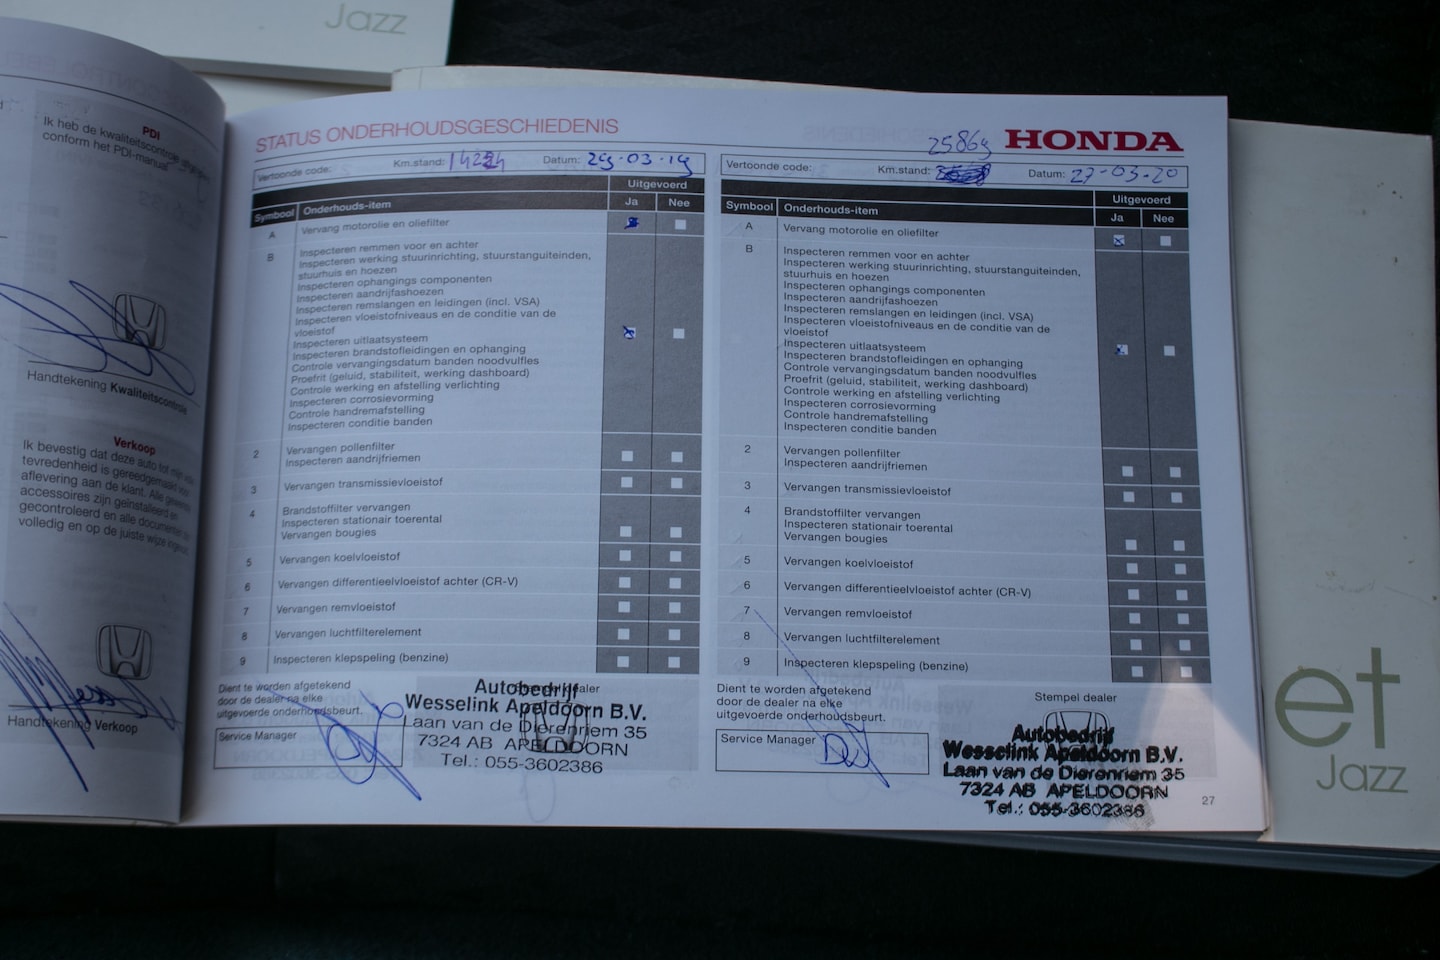 Jazz
PDI
Ik heb de kwaliteitscontrole
conform het PDI-manual
Handtekening Kwaliteitscontrole
Verkoop
Ik bevestig dat deze auto tot mijn
tevredenheid is gereedgemaakt voor
aflevering aan de klant. Alle
accessoires zijn geïnstalleerd en
gecontroleerd en alle documenten
volledig en op de juiste wijze
Handtekening Verkoop
STATUS ONDERHOUDSGESCHIEDENIS
Vertoonde code: Km.stand: Datum: 29-03-19
Uitgevoerd
Symbool Onderhouds-item Ja Nee
A Vervang motorolie en oliefilter
B Inspecteren remmen voor en achter
Inspecteren werking stuurinrichting, stuurstanguiteinden,
stuurhuis en hoezen
Inspecteren ophangings componenten
Inspecteren aandrijfashoezen
Inspecteren remslangen en leidingen (incl. VSA)
Inspecteren vloeistofniveaus en de conditie van de
vloeistof
Inspecteren uitlaatsysteem
Inspecteren brandstofleidingen en ophanging
Controle vervangingsdatum banden noodvulfles
Proefrit (geluid, stabiliteit, werking dashboard)
Controle werking en afstelling verlichting
Inspecteren corrosievorming
Controle handremafstelling
Inspecteren conditie banden
2 Vervangen pollenfilter
Inspecteren aandrijfriemen
3 Vervangen transmissievloeistof
4 Brandstoffilter vervangen
Inspecteren stationair toerental
Vervangen bougies
5 Vervangen koelvloeistof
6 Vervangen differentieelvloeistof achter (CR-V)
7 Vervangen remvloeistof
8 Vervangen luchtfilterelement
9 Inspecteren klepspeling (benzine)
Dient te worden afgetekend
door de dealer na elke
uitgevoerde onderhoudsbeurt.
Service Manager
Stempel dealer
Autobedrijf
Wesselink Apeldoorn B.V.
Laan van de Dierenriem 35
7324 AB APELDOORN
Tel.: 055-3602386
HONDA
25869
Vertoonde code: Km.stand: Datum: 27-03-20
Uitgevoerd
Symbool Onderhouds-item Ja Nee
A Vervang motorolie en oliefilter
B Inspecteren remmen voor en achter
Inspecteren werking stuurinrichting, stuurstanguiteinden,
stuurhuis en hoezen
Inspecteren ophangings componenten
Inspecteren aandrijfashoezen
Inspecteren remslangen en leidingen (incl. VSA)
Inspecteren vloeistofniveaus en de conditie van de
vloeistof
Inspecteren uitlaatsysteem
Inspecteren brandstofleidingen en ophanging
Controle vervangingsdatum banden noodvulfles
Proefrit (geluid, stabiliteit, werking dashboard)
Controle werking en afstelling verlichting
Inspecteren corrosievorming
Controle handremafstelling
Inspecteren conditie banden
2 Vervangen pollenfilter
Inspecteren aandrijfriemen
3 Vervangen transmissievloeistof
4 Brandstoffilter vervangen
Inspecteren stationair toerental
Vervangen bougies
5 Vervangen koelvloeistof
6 Vervangen differentieelvloeistof achter (CR-V)
7 Vervangen remvloeistof
8 Vervangen luchtfilterelement
9 Inspecteren klepspeling (benzine)
Dient te worden afgetekend
door de dealer na elke
uitgevoerde onderhoudsbeurt.
Service Manager
Stempel dealer
Autobedrijf
Wesselink Apeldoorn B.V.
Laan van de Dierenriem 35
7324 AB APELDOORN
Tel.: 055-3602386
27
et
Jazz